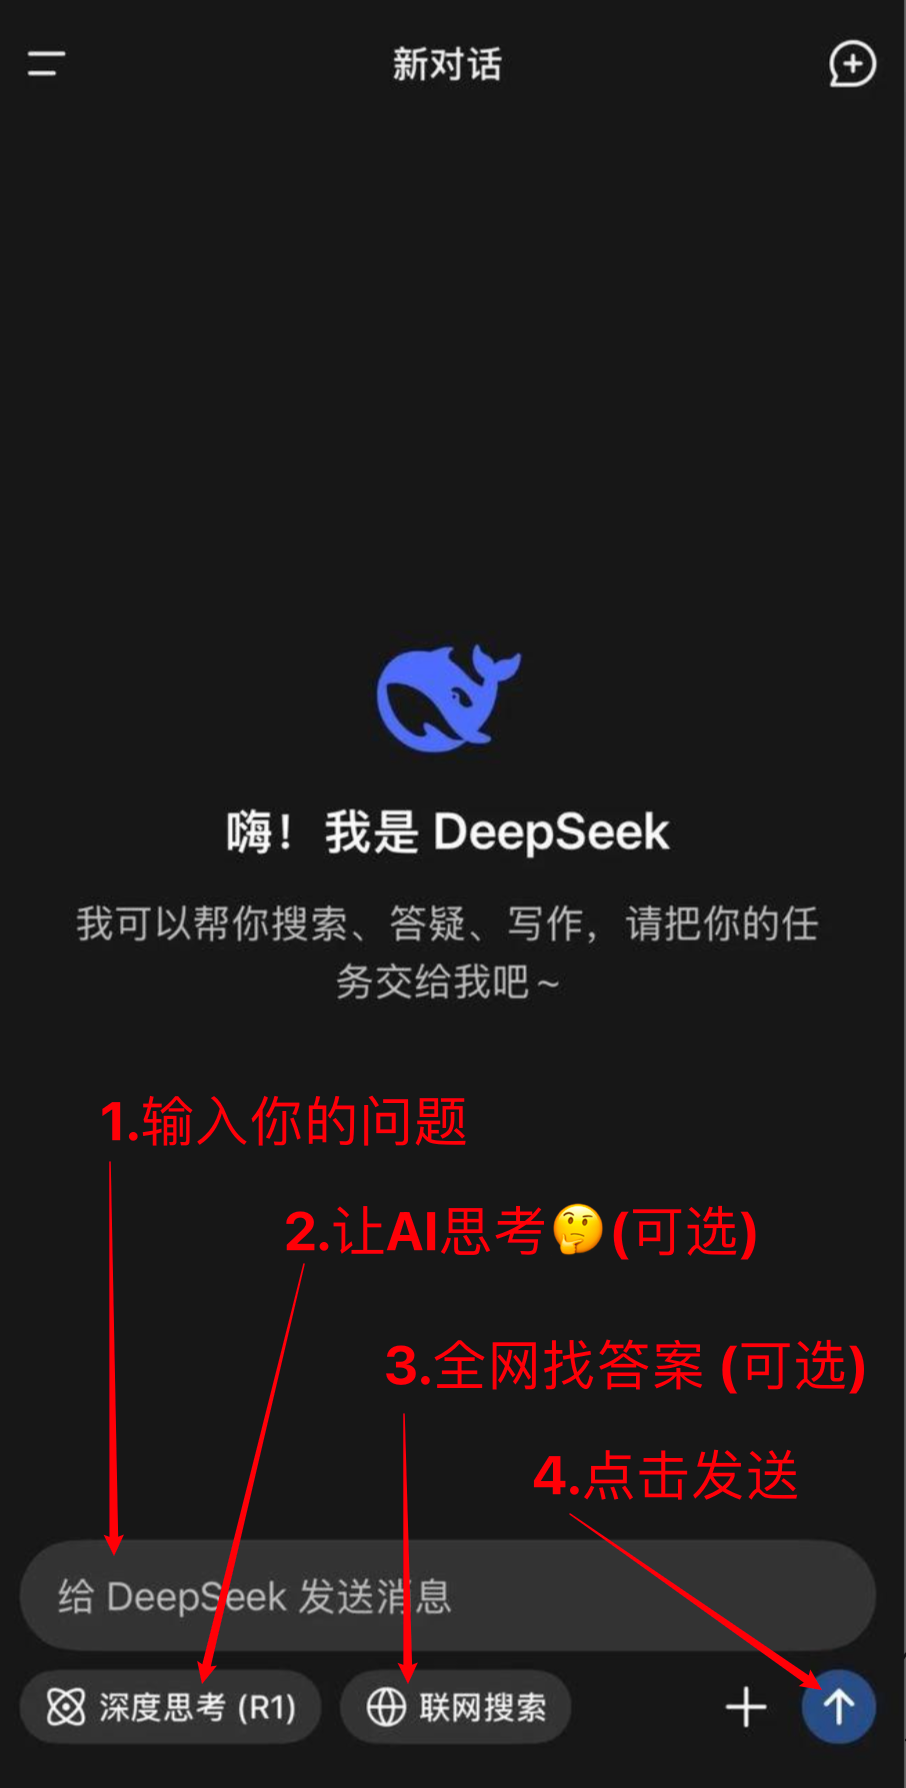 新对话
嗨！我是 DeepSeek
我可以帮你搜索、答疑、写作，请把你的任
务交给我吧～
1.输入你的问题
2.让AI思考🤔(可选)
3.全网找答案 (可选)
4.点击发送
给 DeepSeek 发送消息
深度思考 (R1)
联网搜索